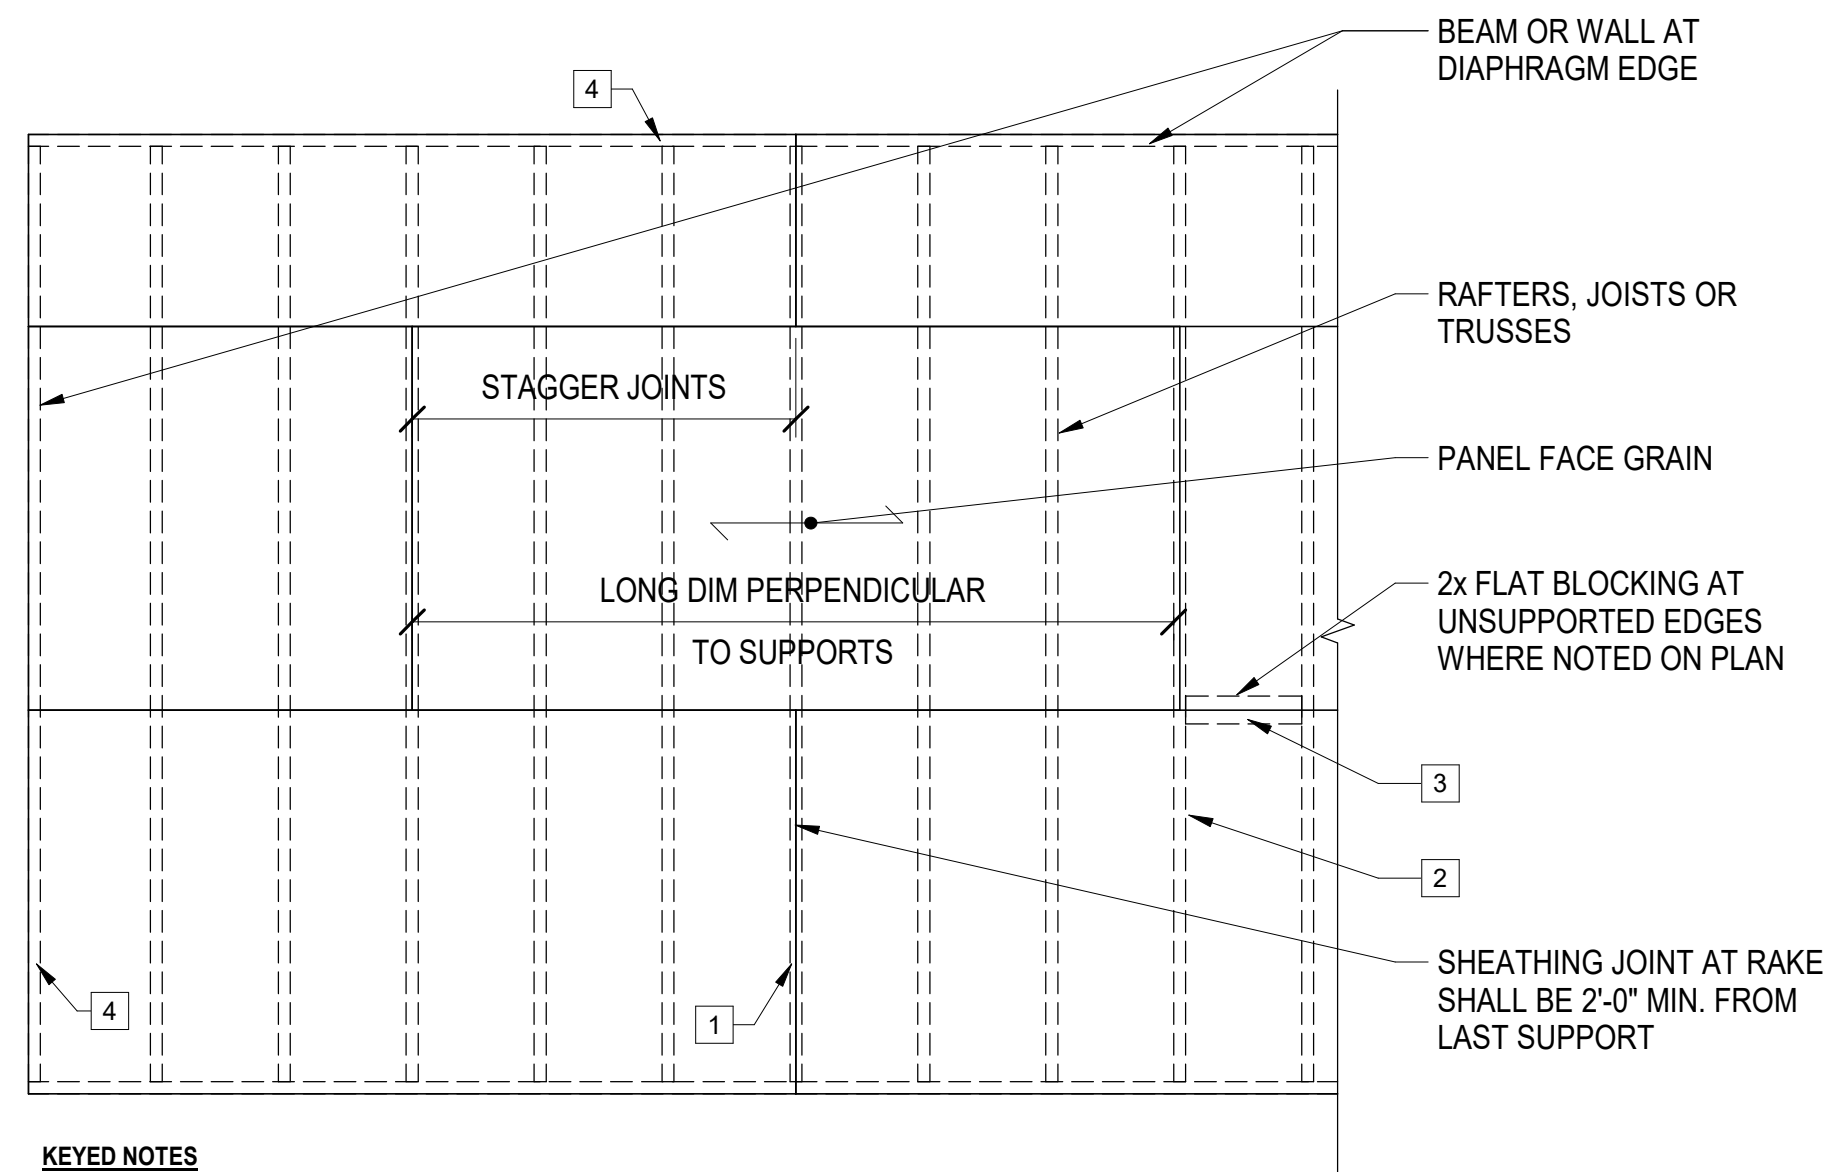 BEAM OR WALL AT
DIAPHRAGM EDGE
4
RAFTERS, JOISTS OR
TRUSSES
STAGGER JOINTS
PANEL FACE GRAIN
LONG DIM PERPENDICULAR
TO SUPPORTS
2x FLAT BLOCKING AT
UNSUPPORTED EDGES
WHERE NOTED ON PLAN
3
2
SHEATHING JOINT AT RAKE
SHALL BE 2'-0" MIN. FROM
LAST SUPPORT
4
1
KEYED NOTES